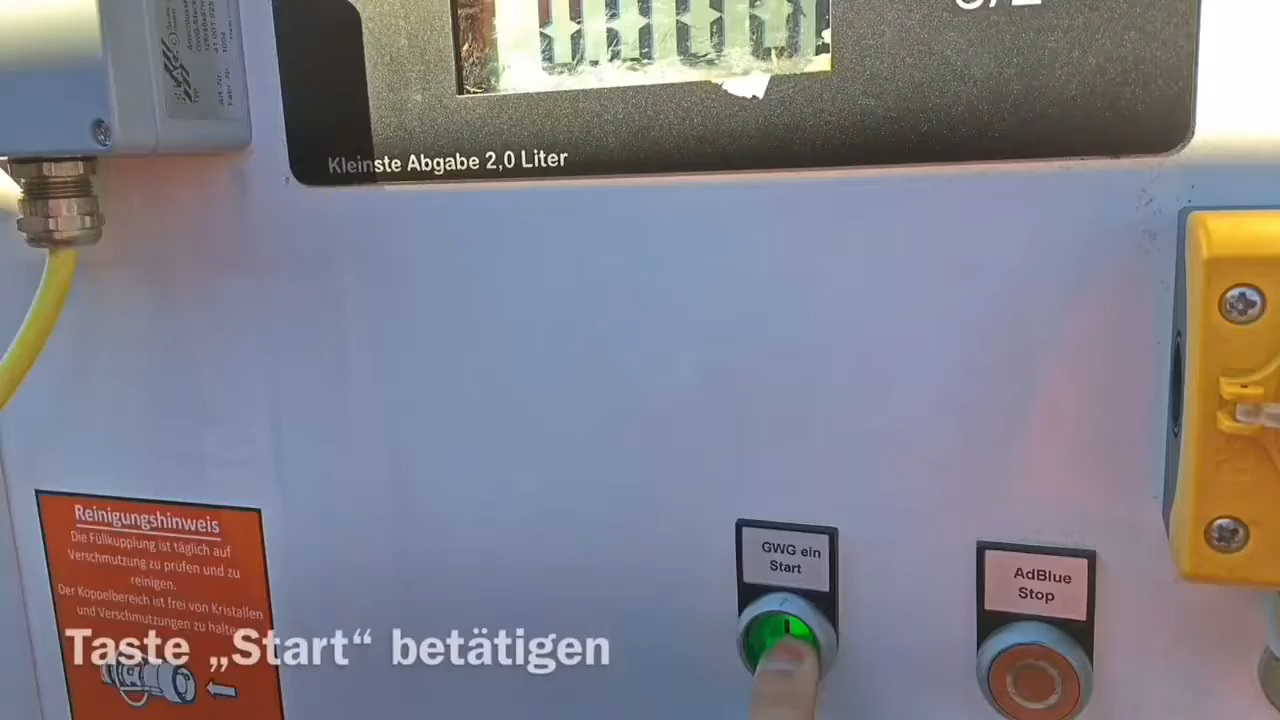 Kleinste Abgabe 2,0 Liter
Reinigungshinweis
Die Füllkupplung ist täglich auf
Verschmutzung zu prüfen und zu
reinigen.
Der Koppelbereich ist frei von Kristallen
und Verschmutzungen zu halten
GWG ein
Start
AdBlue
Stop
Taste „Start“ betätigen